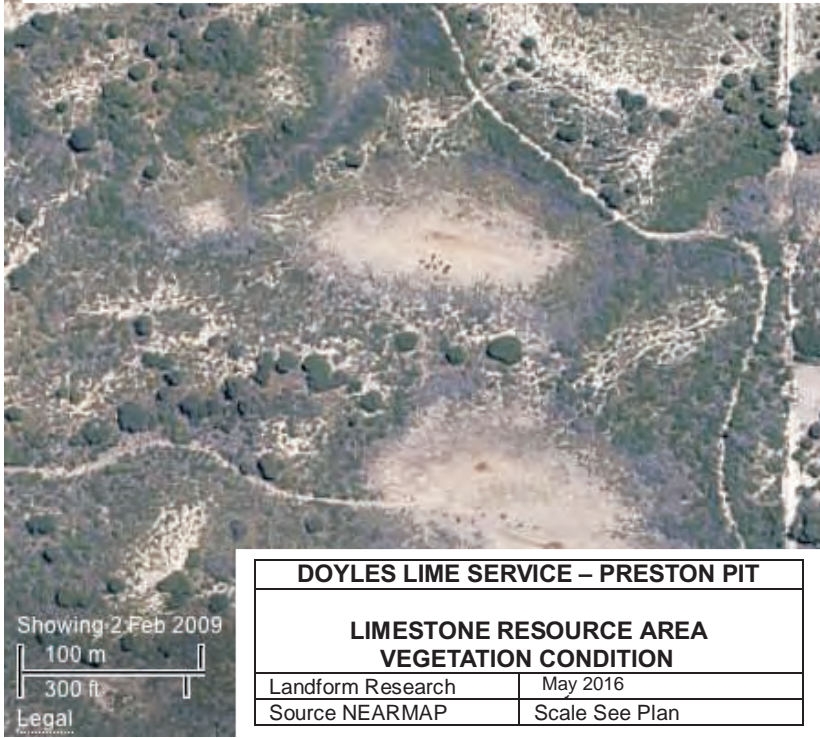 Showing 2 Feb 2009
100 m
300 ft
Legal
DOYLES LIME SERVICE – PRESTON PIT
LIMESTONE RESOURCE AREA
VEGETATION CONDITION
Landform Research May 2016
Source NEARMAP Scale See Plan